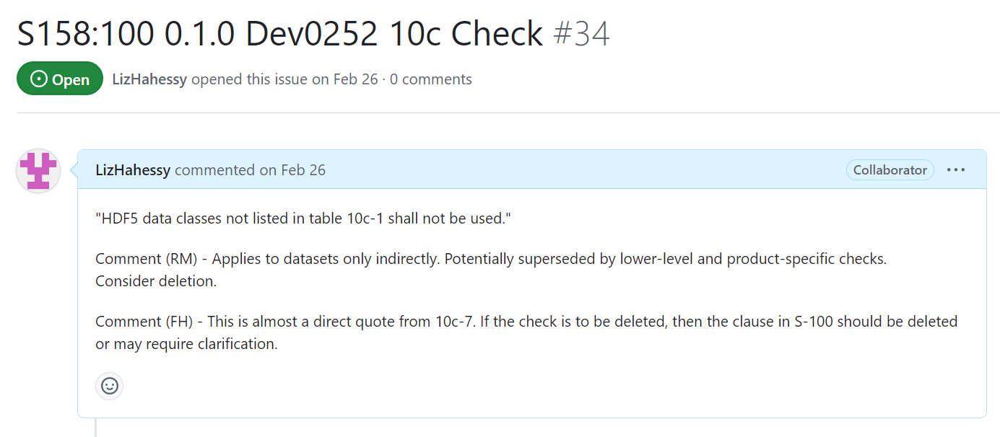 S158:100 0.1.0 Dev0252 10c Check #34
Open LizHahessy opened this issue on Feb 26 · 0 comments
LizHahessy commented on Feb 26 Collaborator
"HDF5 data classes not listed in table 10c-1 shall not be used."
Comment (RM) - Applies to datasets only indirectly. Potentially superseded by lower-level and product-specific checks.
Consider deletion.
Comment (FH) - This is almost a direct quote from 10c-7. If the check is to be deleted, then the clause in S-100 should be deleted
or may require clarification.